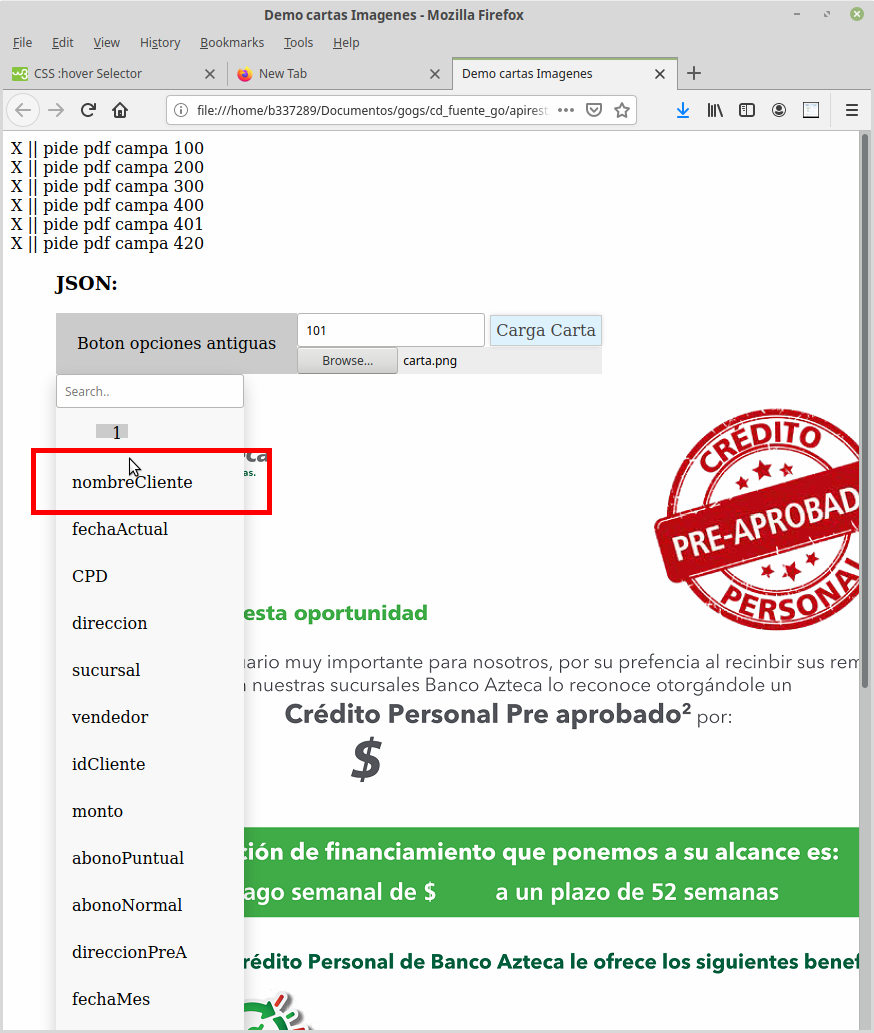 Demo cartas Imagenes - Mozilla Firefox
File Edit View History Bookmarks Tools Help
CSS :hover Selector
New Tab
Demo cartas Imagenes
file:///home/b337289/Documentos/gogs/cd_fuente_go/apirest
X || pide pdf campa 100
X || pide pdf campa 200
X || pide pdf campa 300
X || pide pdf campa 400
X || pide pdf campa 401
X || pide pdf campa 420
JSON:
Boton opciones antiguas
101
Carga Carta
Browse...
carta.png
Search..
1
nombreCliente
as.
fechaActual
CPD
direccion
sucursal
vendedor
idCliente
monto
abonoPuntual
abonoNormal
direccionPreA
fechaMes
CRÉDITO
PRE-APROBAD
PERSONAL
esta oportunidad
uario muy importante para nosotros, por su prefencia al recinbir sus rem
a nuestras sucursales Banco Azteca lo reconoce otorgándole un
Crédito Personal Pre aprobado² por:
$
ción de financiamiento que ponemos a su alcance es:
ago semanal de $ a un plazo de 52 semanas
rédito Personal de Banco Azteca le ofrece los siguientes benef